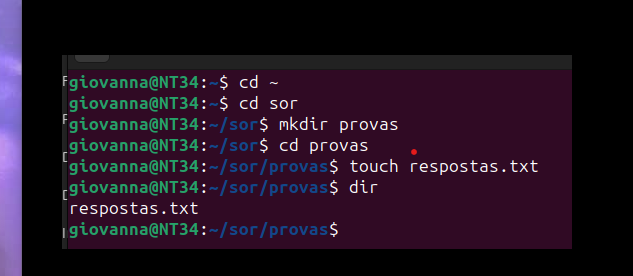 giovanna@NT34:~$ cd ~
giovanna@NT34:~$ cd sor
giovanna@NT34:~/sor$ mkdir provas
giovanna@NT34:~/sor$ cd provas
giovanna@NT34:~/sor/provas$ touch respostas.txt
giovanna@NT34:~/sor/provas$ dir
respostas.txt
giovanna@NT34:~/sor/provas$